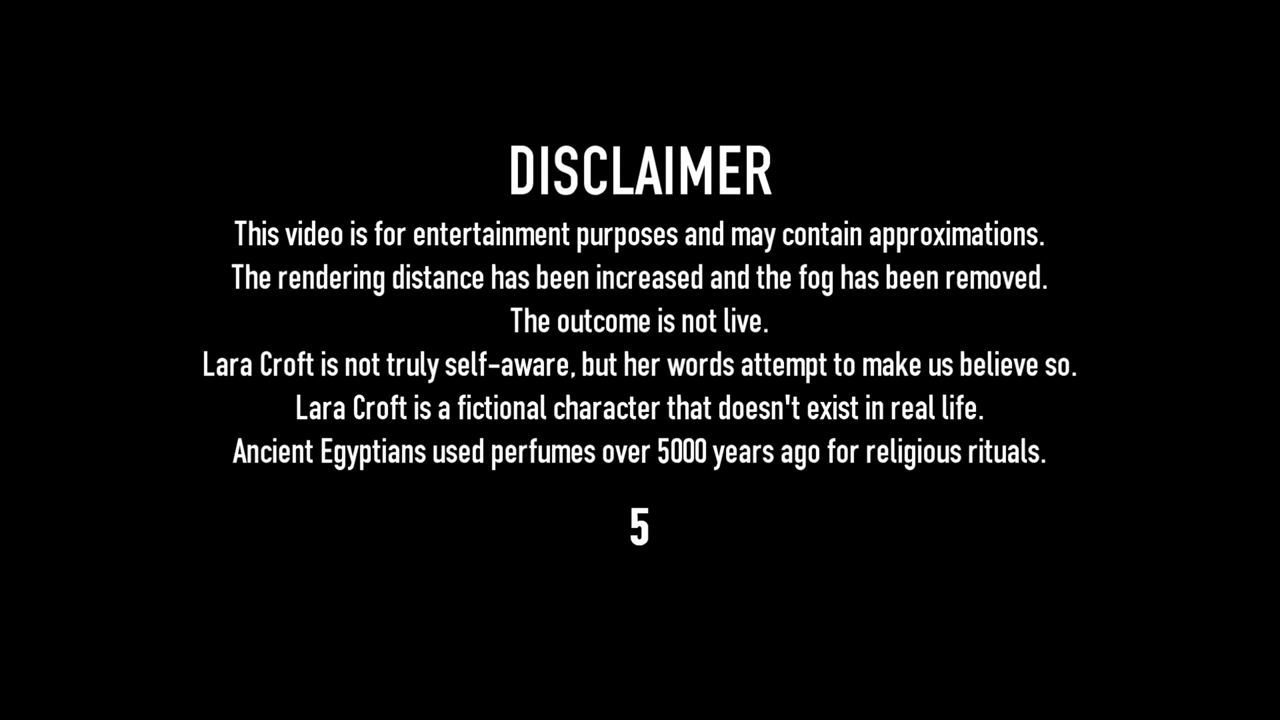 DISCLAIMER
This video is for entertainment purposes and may contain approximations.
The rendering distance has been increased and the fog has been removed.
The outcome is not live.
Lara Croft is not truly self-aware, but her words attempt to make us believe so.
Lara Croft is a fictional character that doesn't exist in real life.
Ancient Egyptians used perfumes over 5000 years ago for religious rituals.
5